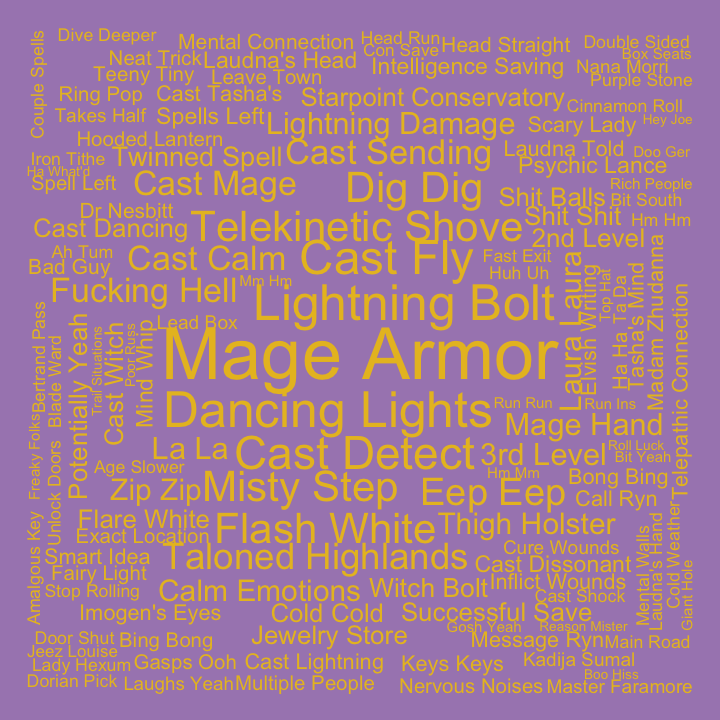 Dive Deeper
Mental Connection
Head Run
Head Straight
Double Sided
Couple Spells
Neat Trick
Laudna's Head
Con Save
Box Seats
Teeny Tiny
Leave Town
Intelligence Saving
Nana Morri
Purple Stone
Ring Pop
Cast Tasha's
Starpoint Conservatory
Cinnamon Roll
Takes Half
Spells Left
Lightning Damage
Scary Lady
Hey Joe
Hooded Lantern
Iron Tithe
Twinned Spell
Cast Sending
Laudna Told
Doo Ger
Ha What'd
Psychic Lance
Spell Left
Cast Mage
Dig Dig
Shit Balls
Rich People
Bit South
Dr Nesbitt
Shit Shit
Hm Hm
Cast Dancing
Telekinetic Shove
2nd Level
Ah Tum
Bad Guy
Cast Calm
Cast Fly
Fast Exit
Huh Uh
Fucking Hell
Mm Hm
Lightning Bolt
Laura Laura
Elvish Writing
Top Hat
Ha Ha
Ta Da
Tasha's Mind
Madam Zhudanna
Telepathic Connection
Bertrand Pass
Blade Ward
Potentially Yeah
Trail Situations
Cast Witch
Poor Russ
Mind Whip
Lead Box
Mage Armor
Dancing Lights
Run Run
Run Ins
Mage Hand
Freaky Folks
Unlock Doors
La La
Cast Detect
3rd Level
Roll Luck
Bit Yeah
Age Slower
Hm Mm
Bong Bing
Zip Zip
Misty Step
Eep Eep
Call Ryn
Amalgous Key
Flare White
Flash White
Thigh Holster
Exact Location
Mental Walls
Laudna's Hand
Cold Weather
Giant Hole
Smart Idea
Taloned Highlands
Cure Wounds
Cast Dissonant
Fairy Light
Inflict Wounds
Stop Rolling
Calm Emotions
Witch Bolt
Cast Shock
Imogen's Eyes
Cold Cold
Successful Save
Gosh Yeah
Reason Mister
Door Shut
Bing Bong
Jewelry Store
Message Ryn
Main Road
Jeez Louise
Lady Hexum
Gasps Ooh
Cast Lightning
Keys Keys
Kadija Sumal
Boo Hiss
Dorian Pick
Laughs Yeah
Multiple People
Nervous Noises
Master Faramore